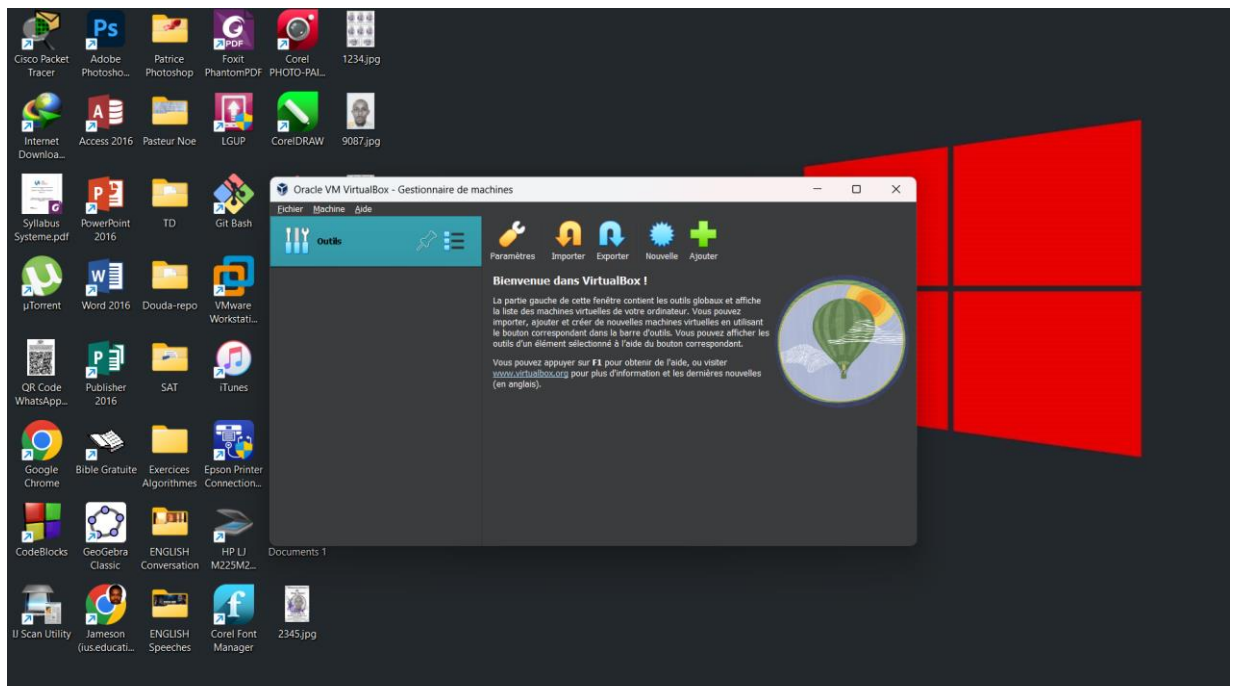 Cisco Packet
Tracer
Adobe
Photosho...
Patrice
Photoshop
Foxit
PhantomPDF
Corel
PHOTO-PAI...
1234.jpg
Internet
Downloa...
Access 2016
Pasteur Noe
LGUP
CorelDRAW
9087.jpg
Syllabus
Systeme.pdf
PowerPoint
2016
TD
Git Bash
µTorrent
Word 2016
Douda-repo
VMware
Workstati...
QR Code
WhatsApp...
Publisher
2016
SAT
iTunes
Google
Chrome
Bible Gratuite
Exercices
Algorithmes
Epson Printer
Connection...
CodeBlocks
GeoGebra
Classic
ENGLISH
Conversation
HP LJ
M225M2...
Documents 1
IJ Scan Utility
Jameson
(ius.educati...
ENGLISH
Speeches
Corel Font
Manager
2345.jpg
Oracle VM VirtualBox - Gestionnaire de machines
Fichier Machine Aide
Outils
Paramètres Importer Exporter Nouvelle Ajouter
Bienvenue dans VirtualBox !
La partie gauche de cette fenêtre contient les outils globaux et affiche
la liste des machines virtuelles de votre ordinateur. Vous pouvez
importer, ajouter et créer de nouvelles machines virtuelles en utilisant
le bouton correspondant dans la barre d'outils. Vous pouvez afficher les
outils d'un élément sélectionné à l'aide du bouton correspondant.
Vous pouvez appuyer sur F1 pour obtenir de l'aide, ou visiter
www.virtualbox.org pour plus d'information et les dernières nouvelles
(en anglais).